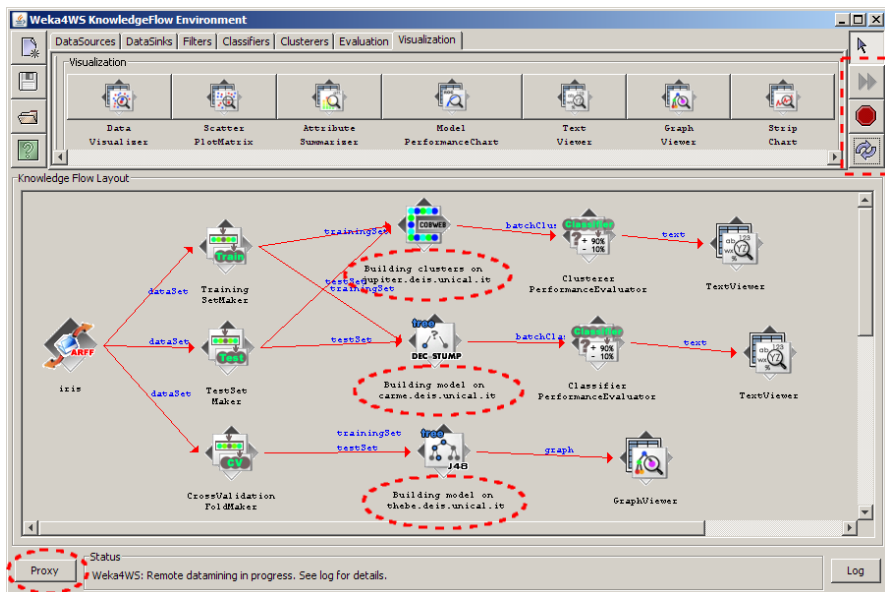 Weka4WS KnowledgeFlow Environment
DataSources DataSinks Filters Classifiers Clusterers Evaluation Visualization
Visualization
Data Visualizer
Scatter PlotMatrix
Attribute Summarizer
Model PerformanceChart
Text Viewer
Graph Viewer
Strip Chart
Knowledge Flow Layout
ARFF
iris
dataSet
dataSet
dataSet
Train
Training
SetMaker
Test
TestSet
Maker
CV
CrossValidation
FoldMaker
trainingSet
testSet
trainingSet
testSet
trainingSet
testSet
COBWEB
Building clusters on
jupiter.deis.unical.it
tree
DEC STUMP
Building model on
carme.deis.unical.it
tree
J48
Building model on
thebe.deis.unical.it
batchClus
Classifier
+ 90%
- 10%
Clusterer
PerformanceEvaluator
text
TextViewer
batchCla
Classifier
+ 90%
- 10%
Classifier
PerformanceEvaluator
text
TextViewer
graph
GraphViewer
Proxy
Status
Weka4WS: Remote datamining in progress. See log for details.
Log